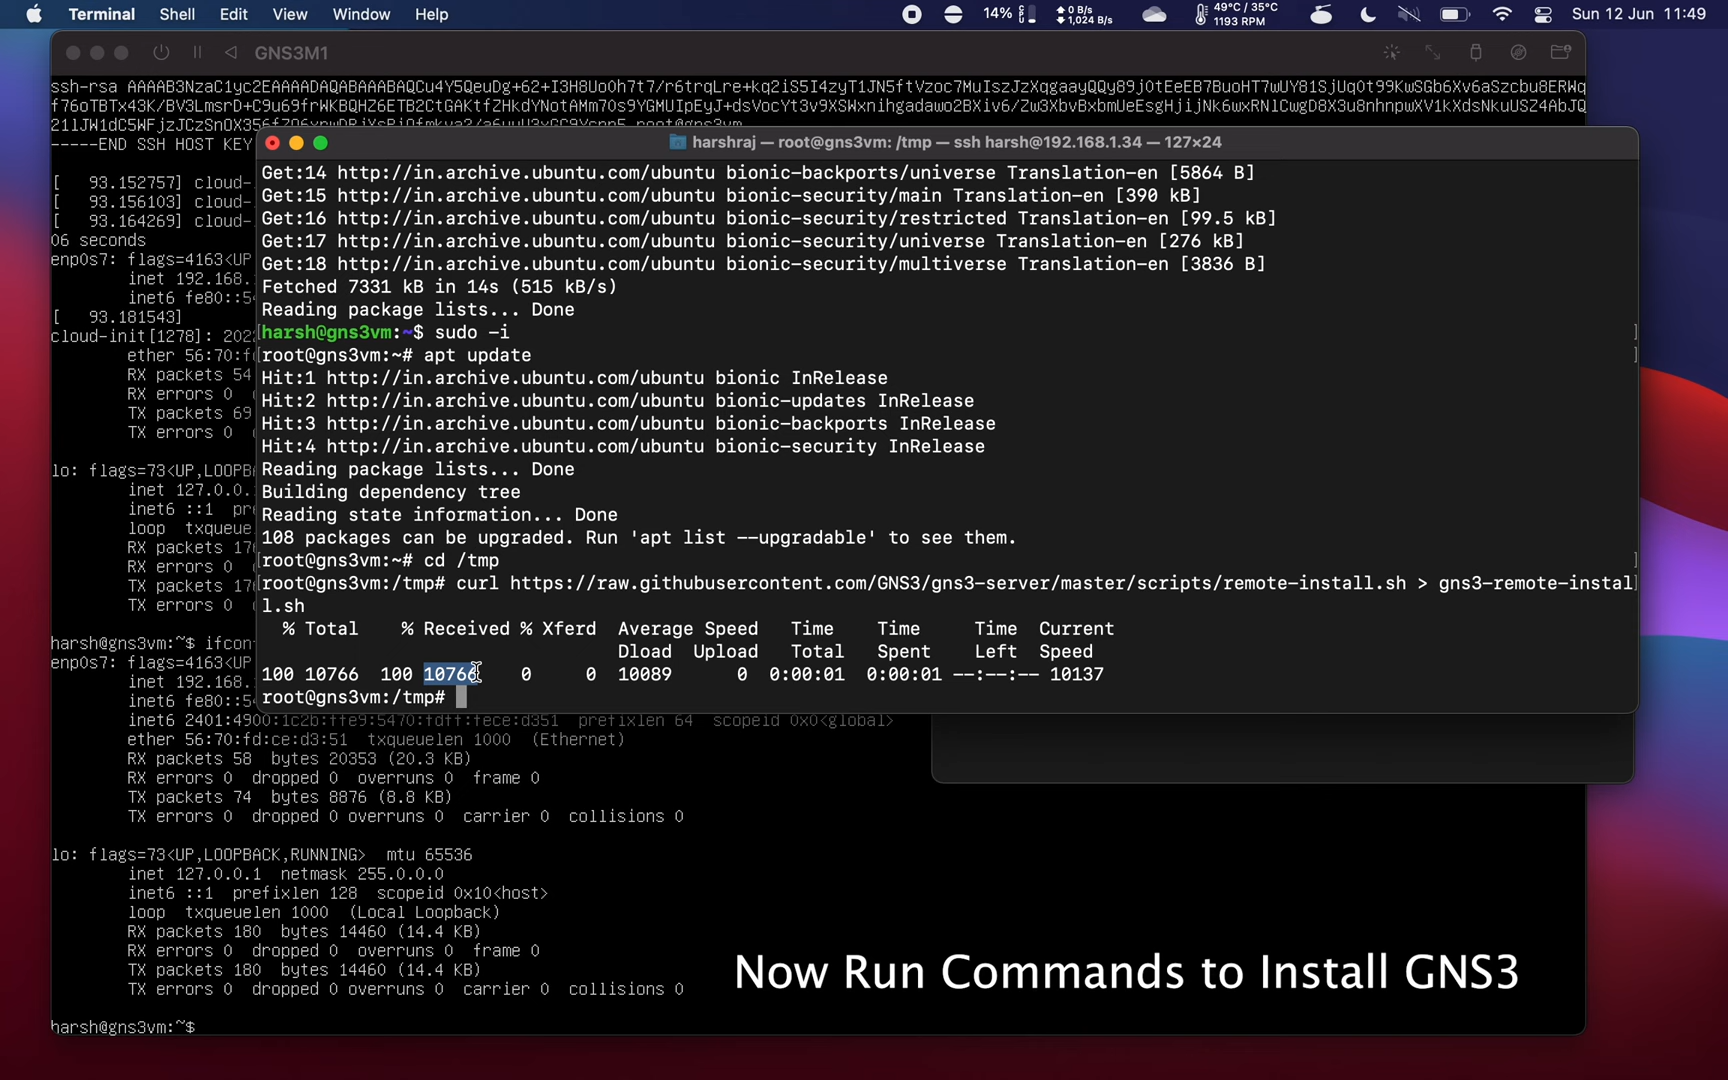 Terminal Shell Edit View Window Help 14% 0 B/s 1,024 B/s 49°C / 35°C 1193 RPM Sun 12 Jun 11:49
GNS3M1
-----END SSH HOST KEY
[ 93.152757] cloud-
[ 93.156103] cloud-
[ 93.164269] cloud-
06 seconds
enp0s7: flags=4163<UP
inet 192.168.
inet6 fe80::5
[ 93.181543]
cloud-init[1278]: 202
ether 56:70:f
RX packets 54
RX errors 0
TX packets 69
TX errors 0
lo: flags=73<UP,LOOPB
inet 127.0.0.
inet6 ::1 pr
loop txqueue
RX packets 17
RX errors 0
TX packets 17
TX errors 0
harsh@gns3vm:~$ ifcon
enp0s7: flags=4163<UP
inet 192.168.
inet6 fe80::5
inet6 2401:4900:1c2b:ffe9:5470:fdff:fece:d351 prefixlen 64 scopeid 0x0<global>
ether 56:70:fd:ce:d3:51 txqueuelen 1000 (Ethernet)
RX packets 58 bytes 20353 (20.3 KB)
RX errors 0 dropped 0 overruns 0 frame 0
TX packets 74 bytes 8876 (8.8 KB)
TX errors 0 dropped 0 overruns 0 carrier 0 collisions 0
lo: flags=73<UP,LOOPBACK,RUNNING> mtu 65536
inet 127.0.0.1 netmask 255.0.0.0
inet6 ::1 prefixlen 128 scopeid 0x10<host>
loop txqueuelen 1000 (Local Loopback)
RX packets 180 bytes 14460 (14.4 KB)
RX errors 0 dropped 0 overruns 0 frame 0
TX packets 180 bytes 14460 (14.4 KB)
TX errors 0 dropped 0 overruns 0 carrier 0 collisions 0
harsh@gns3vm:~$
harshraj — root@gns3vm: /tmp — ssh harsh@192.168.1.34 — 127×24
Get:14 http://in.archive.ubuntu.com/ubuntu bionic-backports/universe Translation-en [5864 B]
Get:15 http://in.archive.ubuntu.com/ubuntu bionic-security/main Translation-en [390 kB]
Get:16 http://in.archive.ubuntu.com/ubuntu bionic-security/restricted Translation-en [99.5 kB]
Get:17 http://in.archive.ubuntu.com/ubuntu bionic-security/universe Translation-en [276 kB]
Get:18 http://in.archive.ubuntu.com/ubuntu bionic-security/multiverse Translation-en [3836 B]
Fetched 7331 kB in 14s (515 kB/s)
Reading package lists... Done
[harsh@gns3vm:~$ sudo -i ]
[root@gns3vm:~# apt update ]
Hit:1 http://in.archive.ubuntu.com/ubuntu bionic InRelease
Hit:2 http://in.archive.ubuntu.com/ubuntu bionic-updates InRelease
Hit:3 http://in.archive.ubuntu.com/ubuntu bionic-backports InRelease
Hit:4 http://in.archive.ubuntu.com/ubuntu bionic-security InRelease
Reading package lists... Done
Building dependency tree
Reading state information... Done
108 packages can be upgraded. Run 'apt list --upgradable' to see them.
[root@gns3vm:~# cd /tmp ]
[root@gns3vm:/tmp# curl https://raw.githubusercontent.com/GNS3/gns3-server/master/scripts/remote-install.sh > gns3-remote-instal]
l.sh
% Total % Received % Xferd Average Speed Time Time Time Current
Dload Upload Total Spent Left Speed
100 10766 100 10766 0 0 10089 0 0:00:01 0:00:01 --:--:-- 10137
root@gns3vm:/tmp#
Now Run Commands to Install GNS3